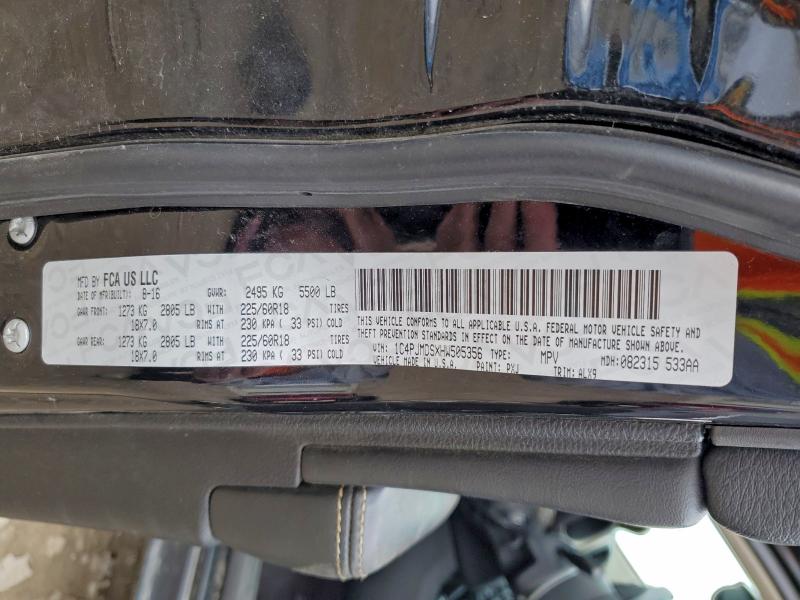 MFD BY FCA US LLC
DATE OF MFR(BUILT): 8-16 GVWR: 2495 KG 5500 LB
GAWR FRONT: 1273 KG 2805 LB WITH 225/60R18 TIRES
18X7.0 RIMS AT 230 KPA ( 33 PSI) COLD
GAWR REAR: 1273 KG 2805 LB WITH 225/60R18 TIRES
18X7.0 RIMS AT 230 KPA ( 33 PSI) COLD
THIS VEHICLE CONFORMS TO ALL APPLICABLE U.S.A. FEDERAL MOTOR VEHICLE SAFETY AND
THEFT PREVENTION STANDARDS IN EFFECT ON THE DATE OF MANUFACTURE SHOWN ABOVE.
VIN: 1C4PJMDSXHW505356 TYPE: MPV MDH:082315 533AA
VEHICLE MADE IN U.S.A. PAINT: PXJ TRIM: ALX9